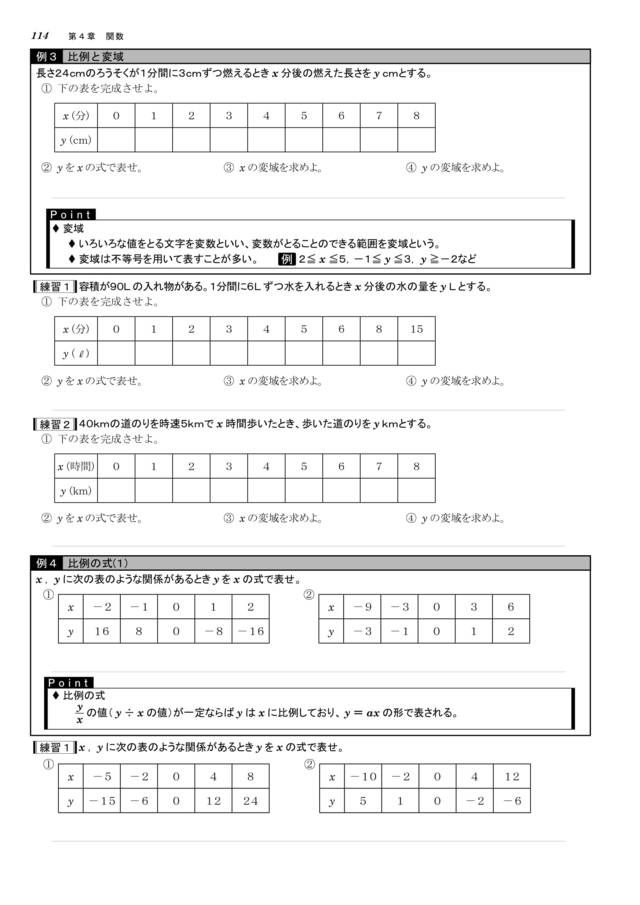 114 第4章 関数
例3 比例と変域
長さ24cmのろうそくが1分間に3cmずつ燃えるとき x 分後の燃えた長さを y cmとする。
① 下の表を完成させよ。
x (分) 0 1 2 3 4 5 6 7 8
y (cm)
② y を x の式で表せ。 ③ x の変域を求めよ。 ④ y の変域を求めよ。
Point
♦ 変域
♦ いろいろな値をとる文字を変数といい、変数がとることのできる範囲を変域という。
♦ 変域は不等号を用いて表すことが多い。 例 2≦x≦5, −1≦y≦3, y≧−2など
練習1 容積が90Lの入れ物がある。1分間に6Lずつ水を入れるとき x 分後の水の量を y Lとする。
① 下の表を完成させよ。
x (分) 0 1 2 3 4 5 6 8 15
y (ℓ)
② y を x の式で表せ。 ③ x の変域を求めよ。 ④ y の変域を求めよ。
練習2 40kmの道のりを時速5kmで x 時間歩いたとき、歩いた道のりを y kmとする。
① 下の表を完成させよ。
x (時間) 0 1 2 3 4 5 6 7 8
y (km)
② y を x の式で表せ。 ③ x の変域を求めよ。 ④ y の変域を求めよ。
例4 比例の式(1)
x, y に次の表のような関係があるとき y を x の式で表せ。
① x −2 −1 0 1 2
y 16 8 0 −8 −16
② x −9 −3 0 3 6
y −3 −1 0 1 2
Point
♦ 比例の式
y/x の値( y ÷ x の値)が一定ならば y は x に比例しており、y = ax の形で表される。
練習1 x, y に次の表のような関係があるとき y を x の式で表せ。
① x −5 −2 0 4 8
y −15 −6 0 12 24
② x −10 −2 0 4 12
y 5 1 0 −2 −6